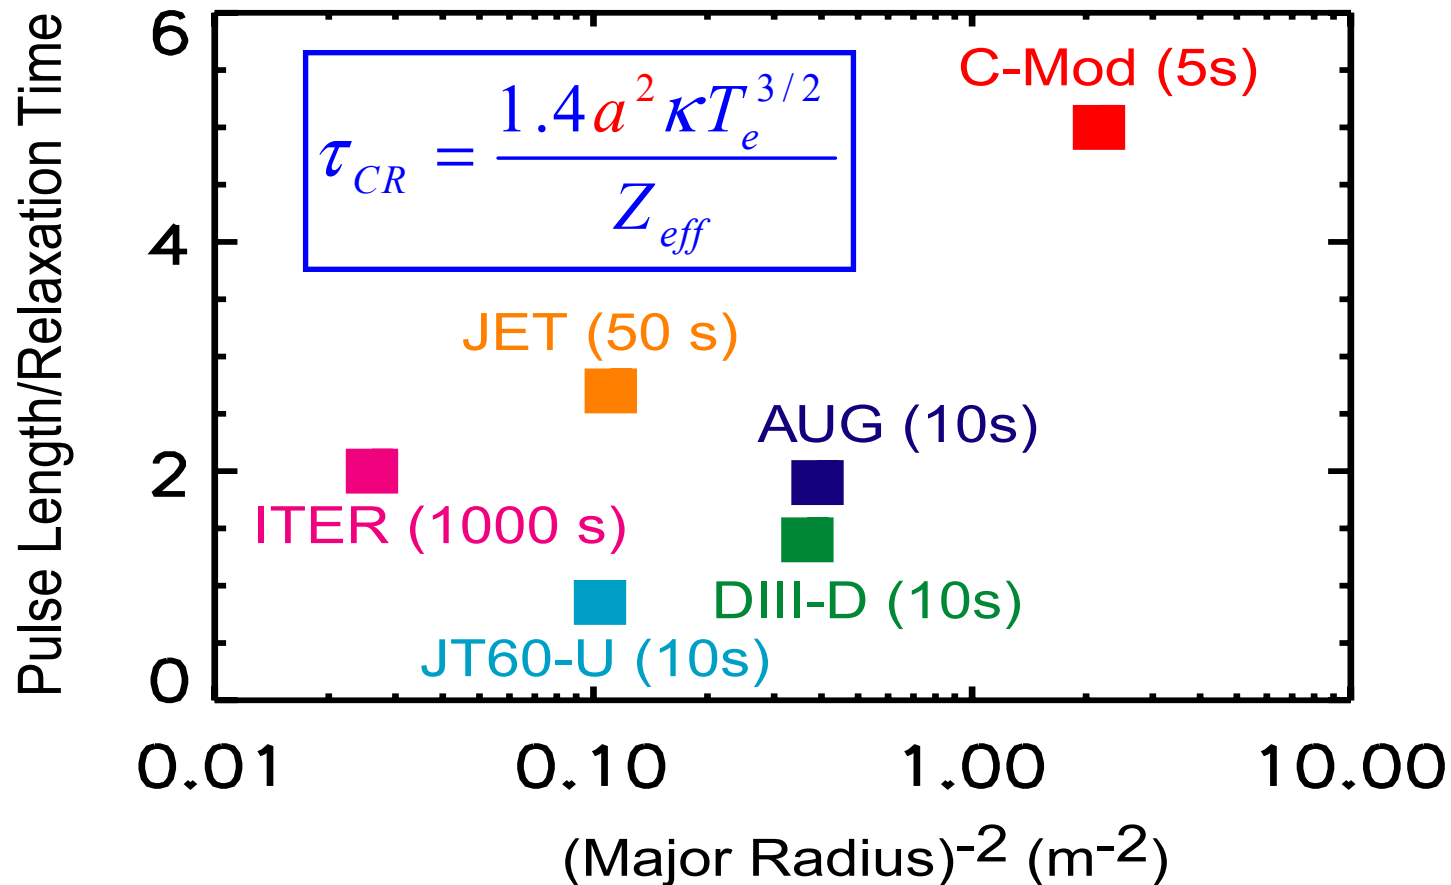 Pulse Length/Relaxation Time
6
4
2
0
τ_CR = 1.4a²κT_e^{3/2} / Z_eff
C-Mod (5s)
JET (50 s)
AUG (10s)
ITER (1000 s)
DIII-D (10s)
JT60-U (10s)
0.01 0.10 1.00 10.00
(Major Radius)⁻² (m⁻²)